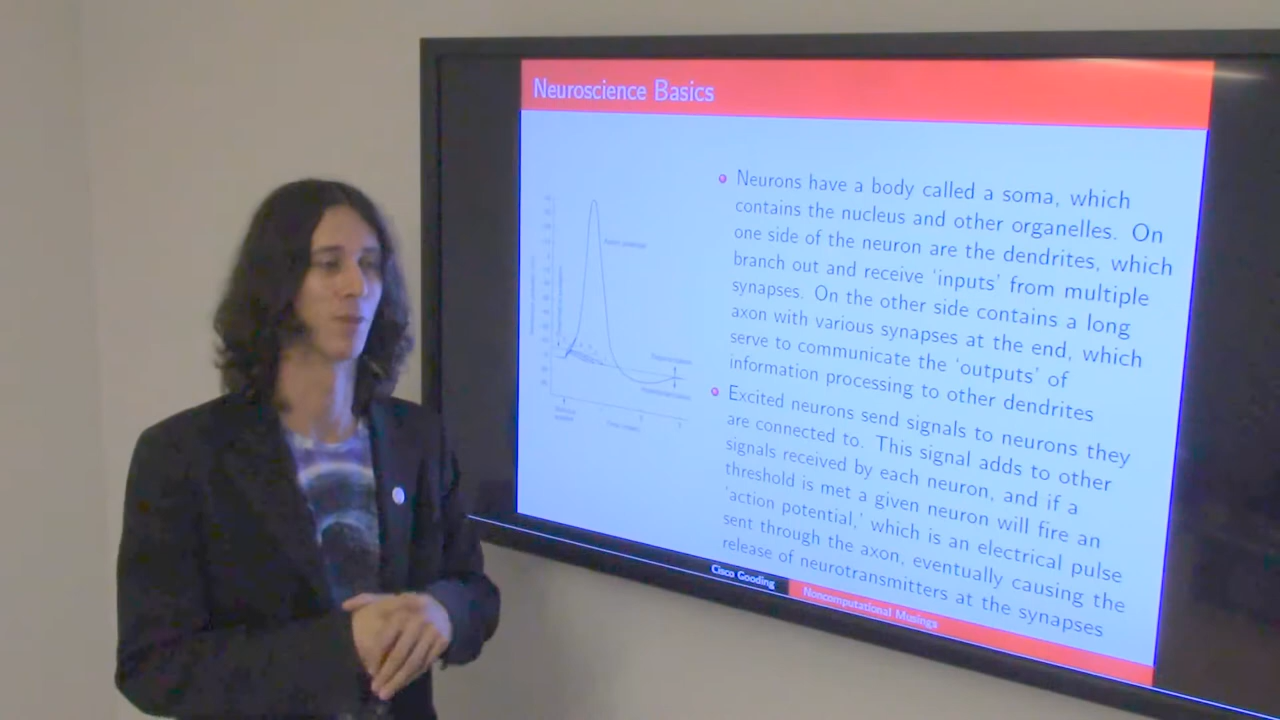 Neuroscience Basics
Neurons have a body called a soma, which
contains the nucleus and other organelles. On
one side of the neuron are the dendrites, which
branch out and receive ‘inputs’ from multiple
synapses. On the other side contains a long
axon with various synapses at the end, which
serve to communicate the ‘outputs’ of
information processing to other dendrites
Excited neurons send signals to neurons they
are connected to. This signal adds to other
signals received by each neuron, and if a
threshold is met a given neuron will fire an
‘action potential,’ which is an electrical pulse
sent through the axon, eventually causing the
release of neurotransmitters at the synapses
Action potential
Cisco Gooding
Noncomputational Musings